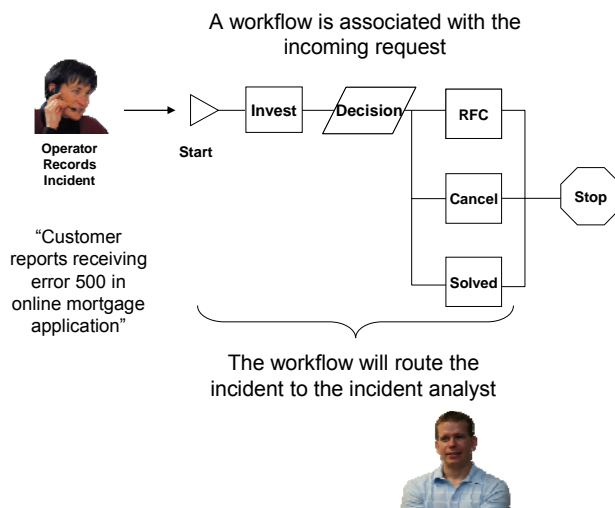 A workflow is associated with the
incoming request
Invest
Decision
RFC
Operator
Records
Incident
Start
Cancel
Stop
“Customer
reports receiving
error 500 in
online mortgage
application”
Solved
The workflow will route the
incident to the incident analyst